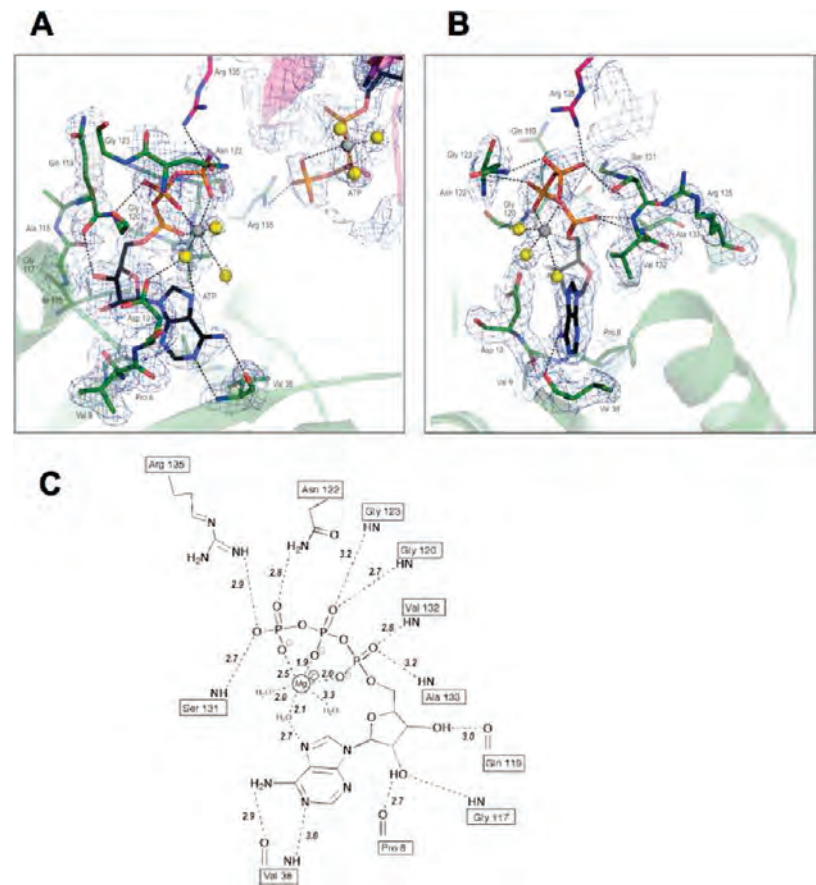 A
B
Arg 135
Gly 123
Asn 122
Gln 119
Gly 120
Ala 118
Gly 117
Asp 13
Val 9
Pro 8
Val 38
ATP
Arg 135
ATP
Arg 135
Gln 119
Gly 123
Asn 122
Gly 120
Ser 131
Arg 135
Ala 133
Val 132
Pro 8
Asp 13
Val 9
Val 38
C
Arg 135
Asn 122
Gly 123
Gly 120
Val 132
Ala 133
Gln 119
Gly 117
Pro 8
Val 38
Ser 131
H₂N
N
NH
H₂N
O
HN
HN
HN
HN
2.9
2.8
3.2
2.7
2.8
3.2
2.7
2.5
1.9
2.0
2.0
2.1
3.3
2.7
3.0
2.7
2.9
3.0
O
P
O
P
O
P
O
O
Mg
H₂O
H₂O
H₂O
NH
N
N
N
N
H₂N
O
OH
O
HO
HN
O
O
NH